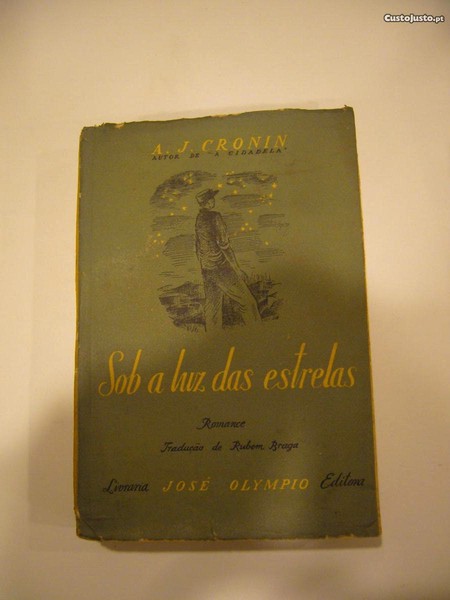 CustoJusto.pt
A. J. CRONIN
AUTOR DE "A CIDADELA"
Sob a luz das estrelas
Romance
Tradução de Rubem Braga
Livraria JOSÉ OLYMPIO Editora